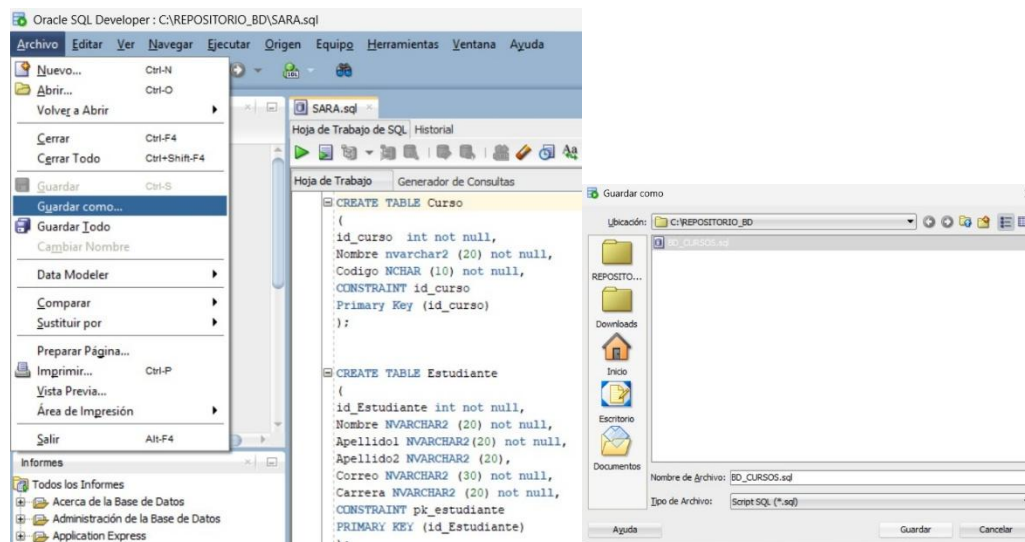 Oracle SQL Developer : C:\REPOSITORIO_BD\SARA.sql
Archivo Editar Ver Navegar Ejecutar Origen Equipo Herramientas Ventana Ayuda
Nuevo... Ctrl-N
Abrir... Ctrl-O
Volver a Abrir
Cerrar Ctrl-F4
Cerrar Todo Ctrl+Shift-F4
Guardar Ctrl-S
Guardar como...
Guardar Todo
Cambiar Nombre
Data Modeler
Comparar
Sustituir por
Preparar Página...
Imprimir... Ctrl-P
Vista Previa...
Área de Impresión
Salir Alt-F4
Informes
Todos los Informes
Acerca de la Base de Datos
Administración de la Base de Datos
Application Express
SARA.sql
Hoja de Trabajo de SQL Historial
Hoja de Trabajo Generador de Consultas
CREATE TABLE Curso
(
id_curso int not null,
Nombre nvarchar2 (20) not null,
Codigo NCHAR (10) not null,
CONSTRAINT id_curso
Primary Key (id_curso)
);
CREATE TABLE Estudiante
(
id_Estudiante int not null,
Nombre NVARCHAR2 (20) not null,
Apellido1 NVARCHAR2(20) not null,
Apellido2 NVARCHAR2 (20),
Correo NVARCHAR2 (30) not null,
Carrera NVARCHAR2 (20) not null,
CONSTRAINT pk_estudiante
PRIMARY KEY (id_Estudiante)
Guardar como
Ubicación: C:\REPOSITORIO_BD
BD_CURSOS.sql
REPOSITO...
Downloads
Inicio
Escritorio
Documentos
Nombre de Archivo: BD_CURSOS.sql
Tipo de Archivo: Script SQL (*.sql)
Ayuda Guardar Cancelar